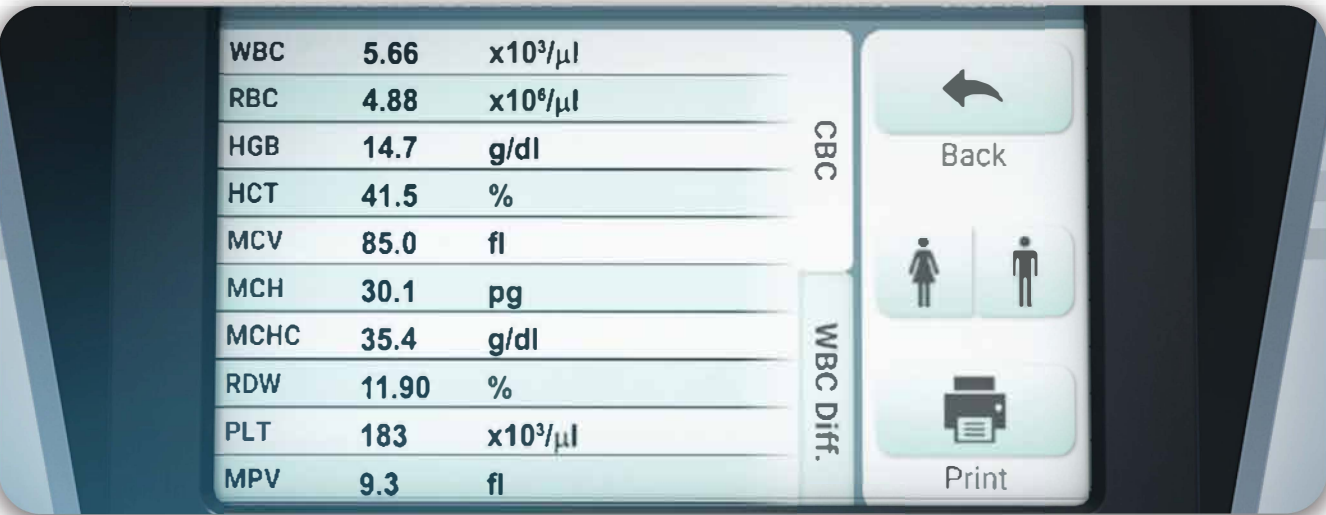 WBC 5.66 x10³/µl
RBC 4.88 x10⁶/µl
HGB 14.7 g/dl
HCT 41.5 %
MCV 85.0 fl
MCH 30.1 pg
MCHC 35.4 g/dl
RDW 11.90 %
PLT 183 x10³/µl
MPV 9.3 fl
CBC
WBC Diff.
Back
Print